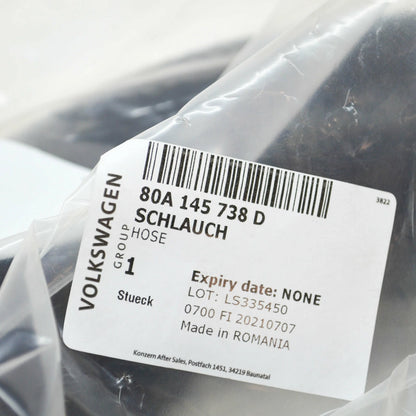 3822
80A 145 738 D
SCHLAUCH
HOSE
VOLKSWAGEN
GROUP
1
Stueck
Expiry date: NONE
LOT: LS335450
0700 FI 20210707
Made in ROMANIA
Konzern After Sales, Postfach 1451, 34219 Baunatal